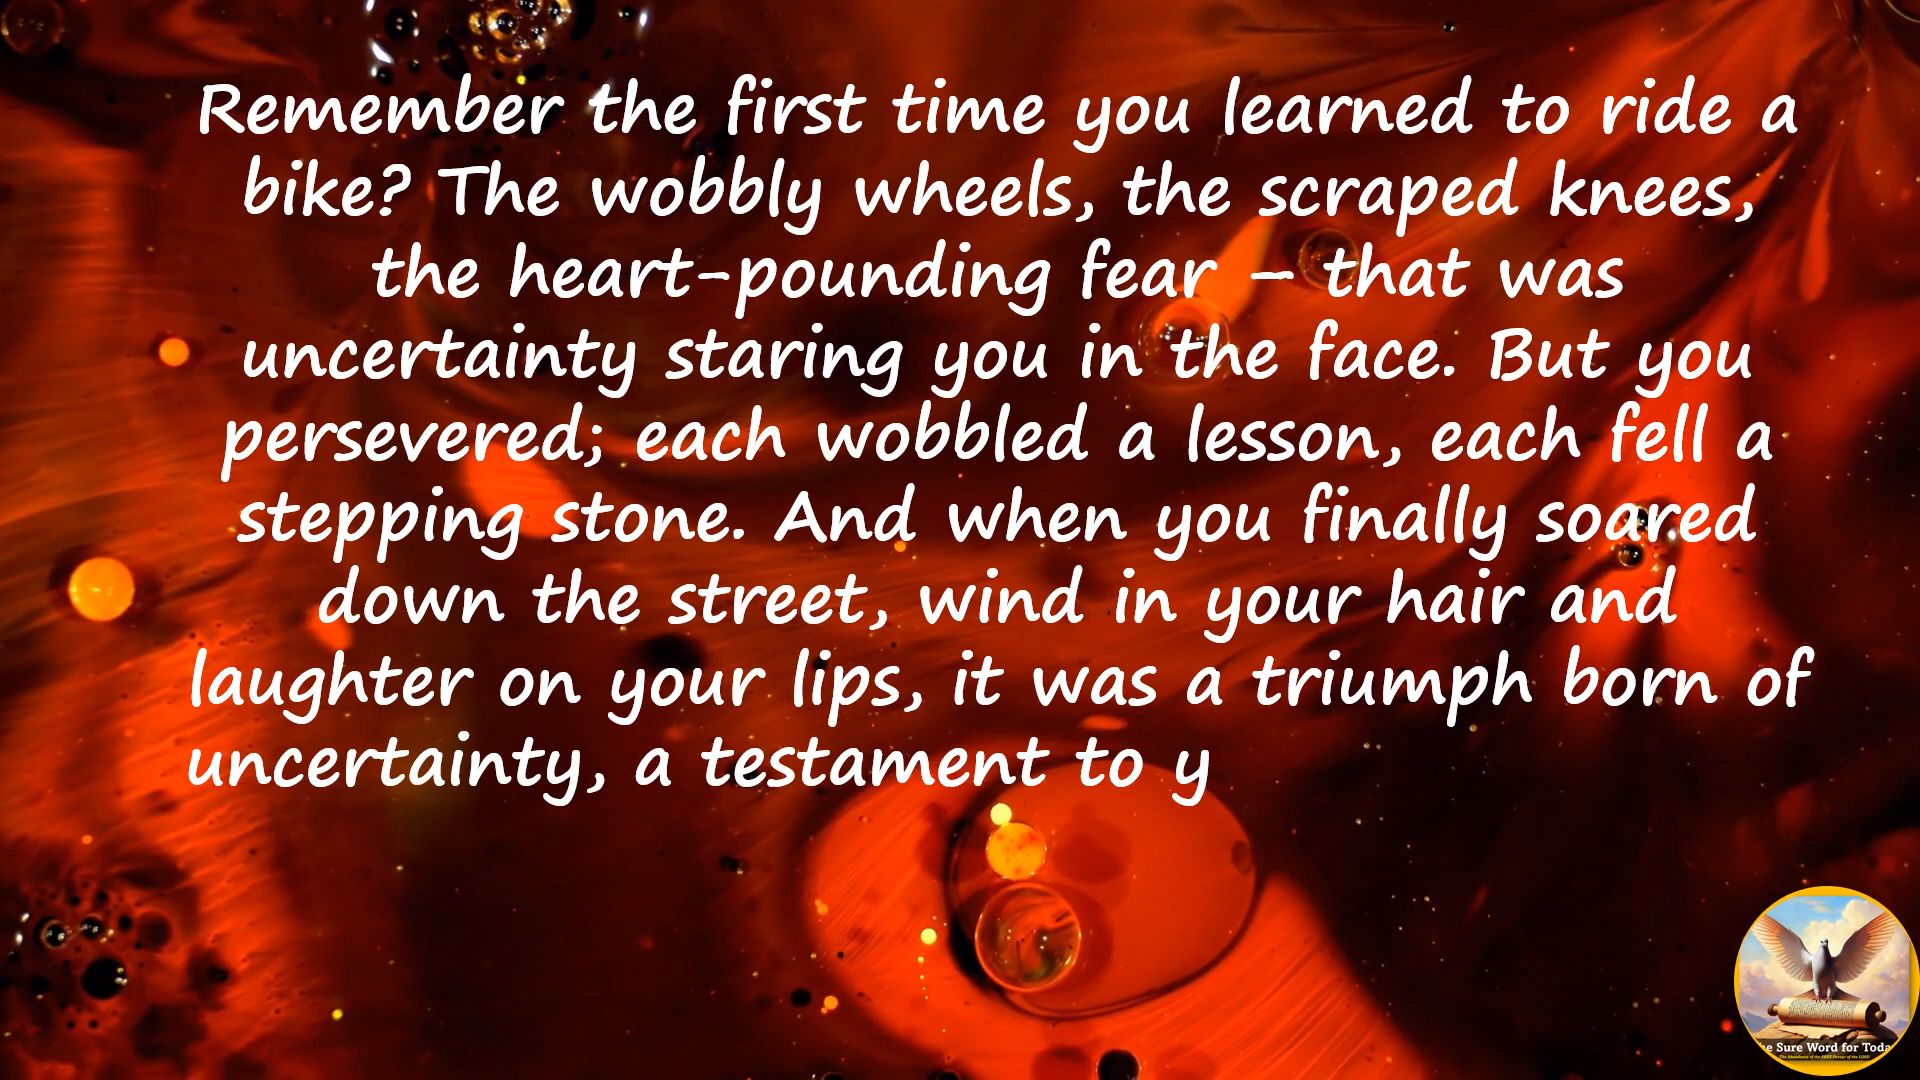 Remember the first time you learned to ride a
bike? The wobbly wheels, the scraped knees,
the heart-pounding fear – that was
uncertainty staring you in the face. But you
persevered; each wobbled a lesson, each fell a
stepping stone. And when you finally soared
down the street, wind in your hair and
laughter on your lips, it was a triumph born of
uncertainty, a testament to y
e Sure Word for Toda